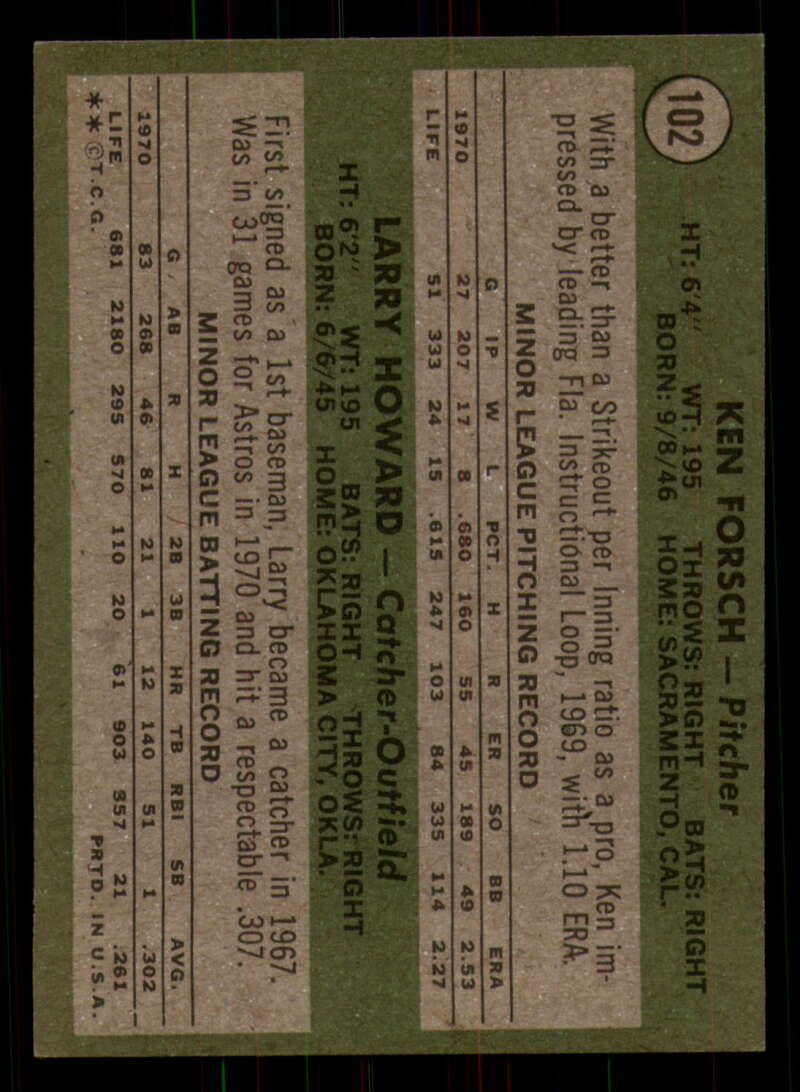 102
KEN FORSCH — Pitcher
HT: 6'4" WT: 195 THROWS: RIGHT BATS: RIGHT
BORN: 9/8/46 HOME: SACRAMENTO, CAL.
With a better than a Strikeout per Inning ratio as a pro, Ken im-
pressed by leading Fla. Instructional Loop, 1969, with 1.10 ERA.
MINOR LEAGUE PITCHING RECORD
G IP W L PCT. H R ER SO BB ERA
1970 27 207 17 8 .680 160 55 45 189 49 2.53
LIFE 51 333 24 15 .615 247 103 84 335 114 2.27
LARRY HOWARD — Catcher-Outfield
HT: 6'2" WT: 195 BATS: RIGHT THROWS: RIGHT
BORN: 6/6/45 HOME: OKLAHOMA CITY, OKLA.
First signed as a 1st baseman, Larry became a catcher in 1967.
Was in 31 games for Astros in 1970 and hit a respectable .307.
MINOR LEAGUE BATTING RECORD
G AB R H 2B 3B HR TB RBI SB AVG.
1970 83 268 46 81 21 1 12 140 51 1 .302
LIFE 681 2180 295 570 110 20 61 903 357 21 .261
** ©T.C.G. PRTD. IN U.S.A.